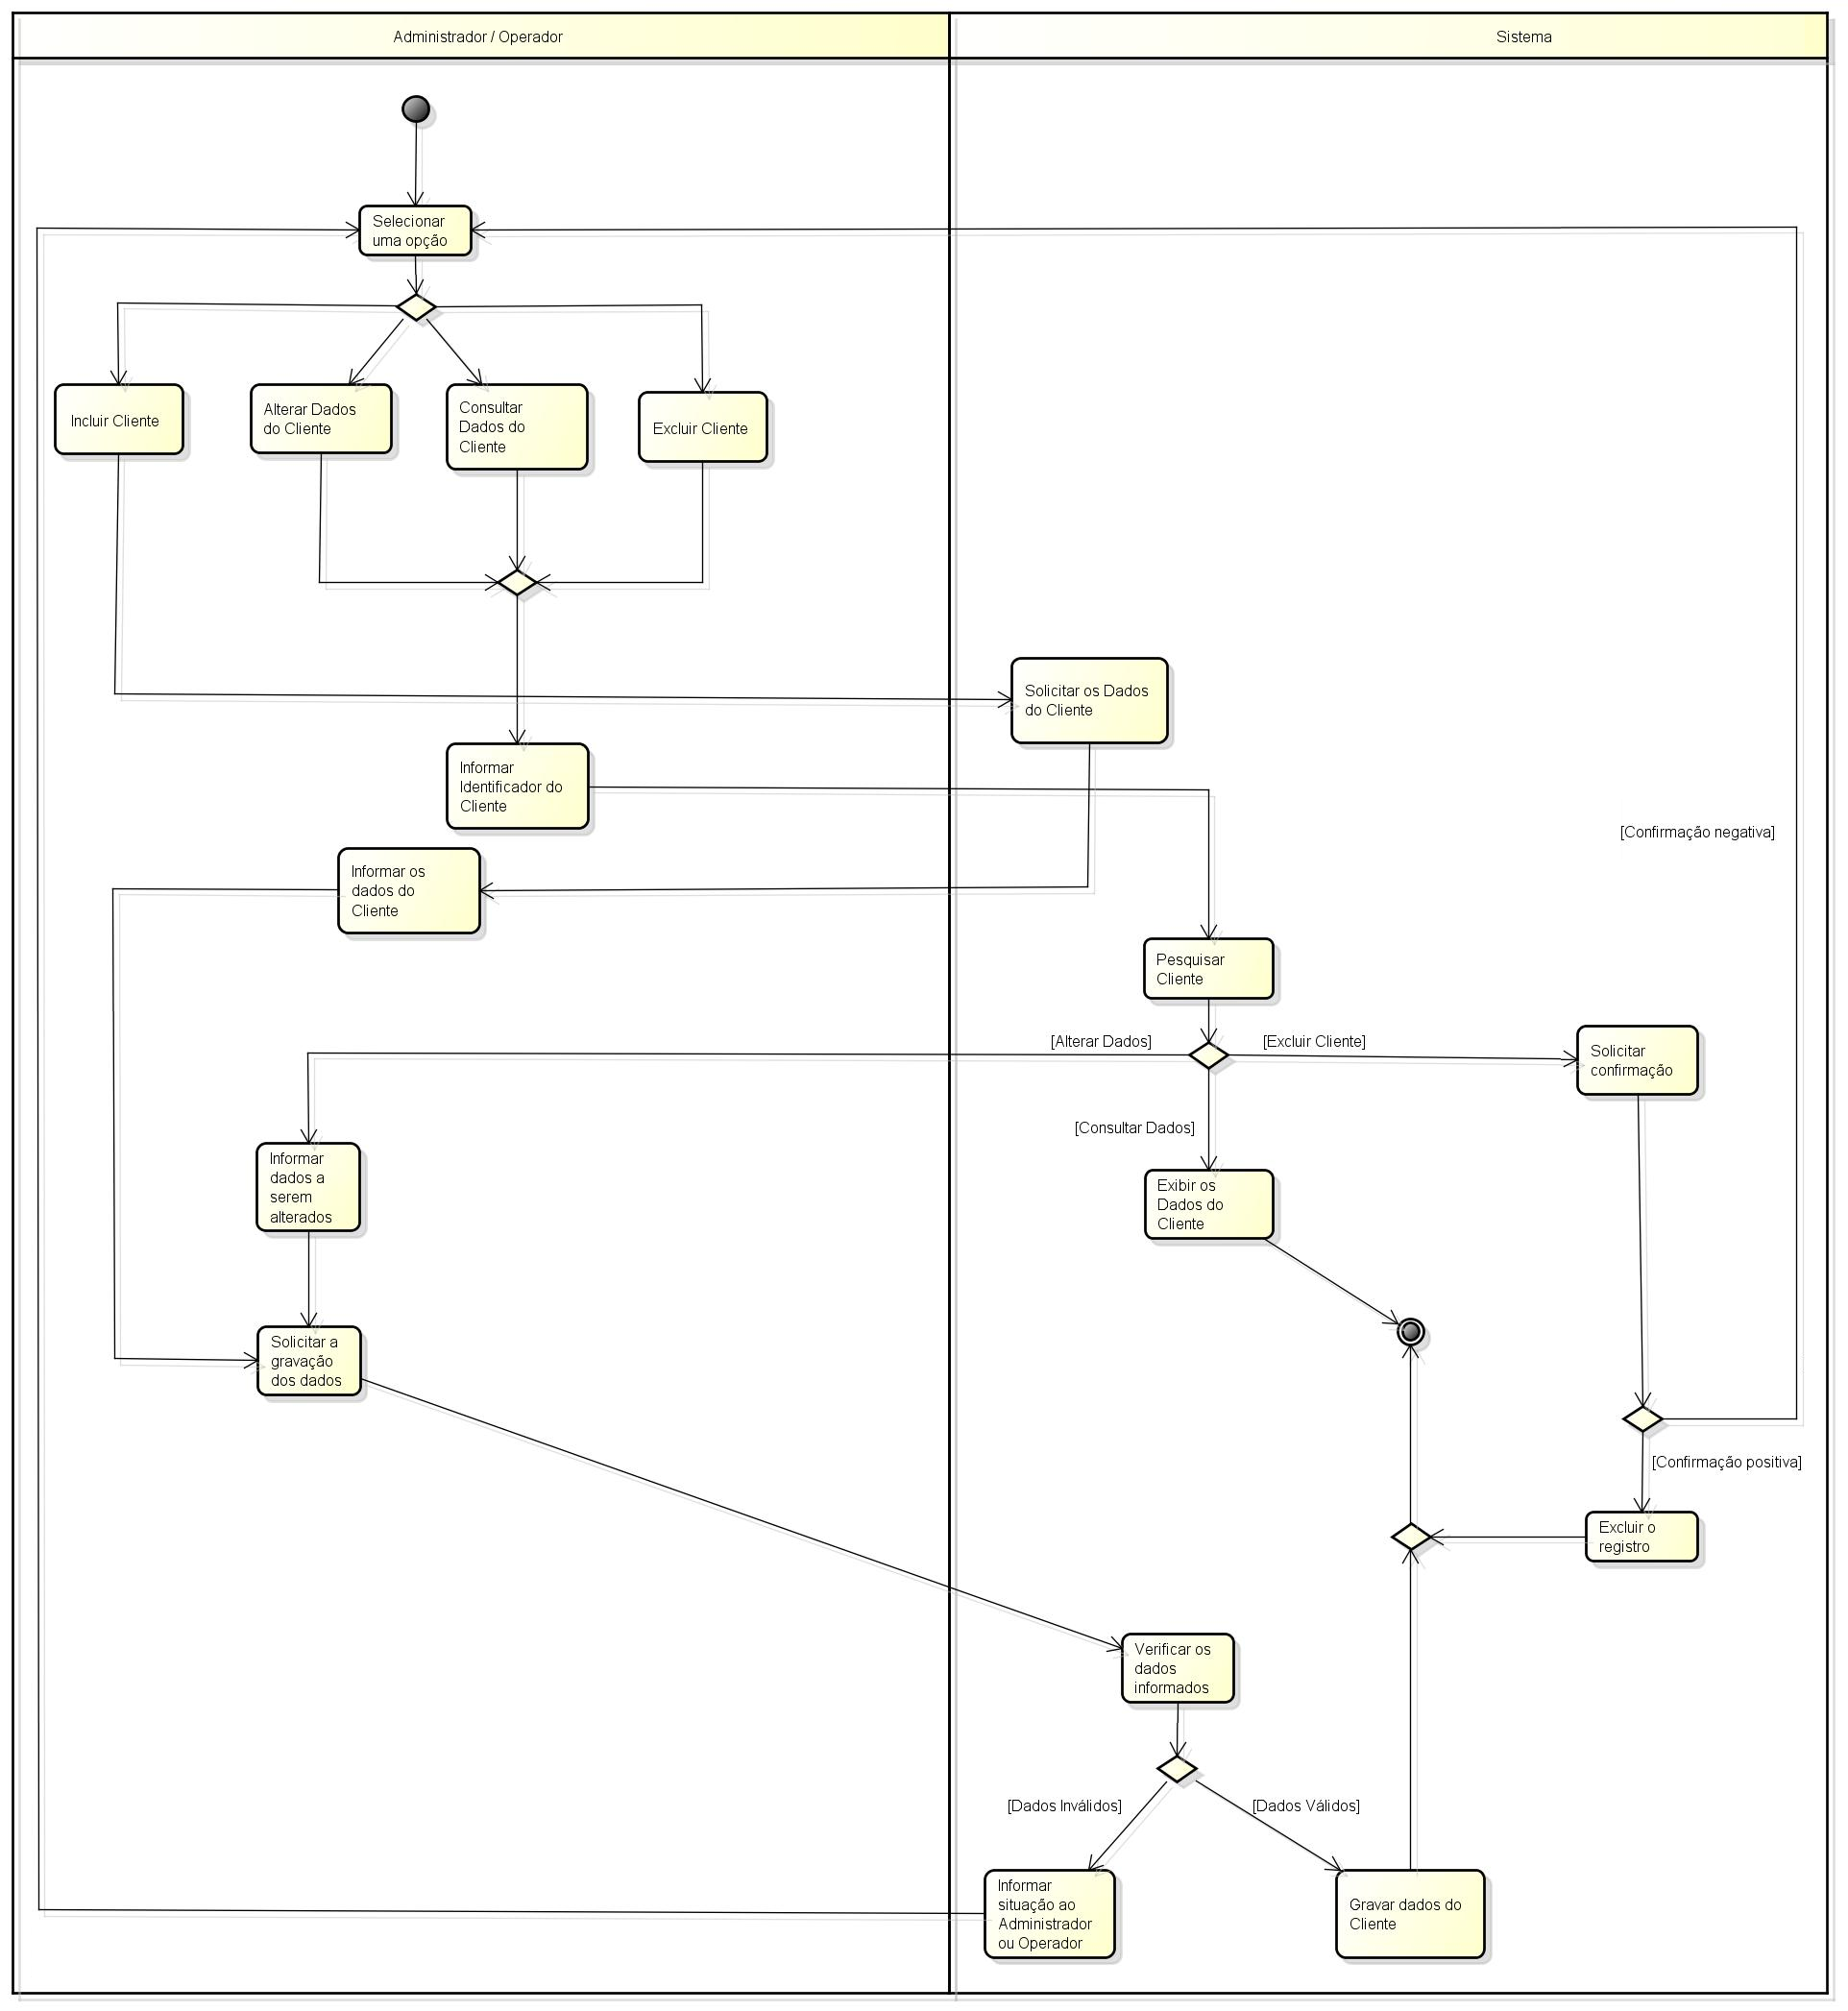 Administrador / Operador
Sistema
Selecionar
uma opção
Incluir Cliente
Alterar Dados
do Cliente
Consultar
Dados do
Cliente
Excluir Cliente
Solicitar os Dados
do Cliente
Informar
Identificador do
Cliente
[Confirmação negativa]
Informar os
dados do
Cliente
Pesquisar
Cliente
[Alterar Dados]
[Excluir Cliente]
Solicitar
confirmação
[Consultar Dados]
Informar
dados a
serem
alterados
Exibir os
Dados do
Cliente
Solicitar a
gravação
dos dados
[Confirmação positiva]
Excluir o
registro
Verificar os
dados
informados
[Dados Inválidos]
[Dados Válidos]
Informar
situação ao
Administrador
ou Operador
Gravar dados do
Cliente